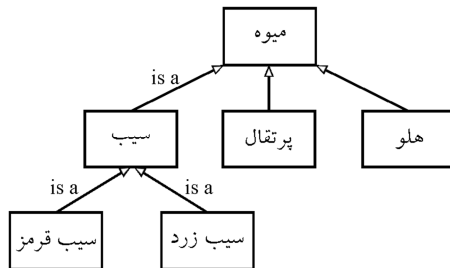 میوه
is a
هلو
پرتقال
سیب
is a
is a
سیب زرد
سیب قرمز